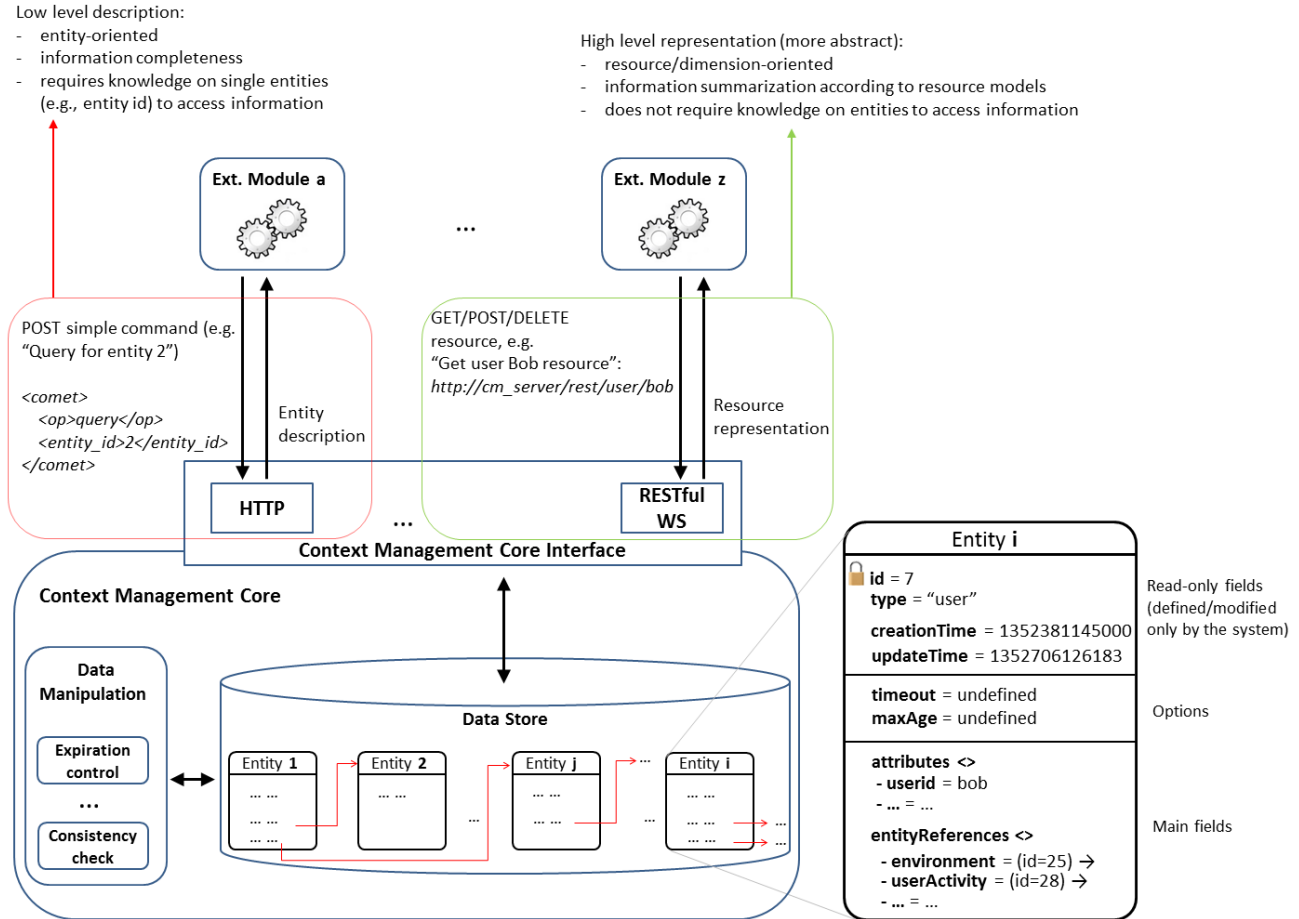 Low level description:
- entity-oriented
- information completeness
- requires knowledge on single entities
(e.g., entity id) to access information
High level representation (more abstract):
- resource/dimension-oriented
- information summarization according to resource models
- does not require knowledge on entities to access information
Ext. Module a
...
Ext. Module z
POST simple command (e.g.
“Query for entity 2”)
<comet>
<op>query</op>
<entity_id>2</entity_id>
</comet>
Entity
description
GET/POST/DELETE
resource, e.g.
“Get user Bob resource”:
http://cm_server/rest/user/bob
Resource
representation
HTTP
...
RESTful
WS
Context Management Core Interface
Context Management Core
Data
Manipulation
Expiration
control
...
Consistency
check
Data Store
Entity 1
... ...
... ...
... ...
Entity 2
... ...
...
Entity j
... ...
... ...
...
...
Entity i
... ...
... ...
... ...
...
...
Entity i
id = 7
type = “user”
creationTime = 1352381145000
updateTime = 1352706126183
Read-only fields
(defined/modified
only by the system)
timeout = undefined
maxAge = undefined
Options
attributes <>
- userid = bob
- ... = ...
entityReferences <>
- environment = (id=25) →
- userActivity = (id=28) →
- ... = ...
Main fields